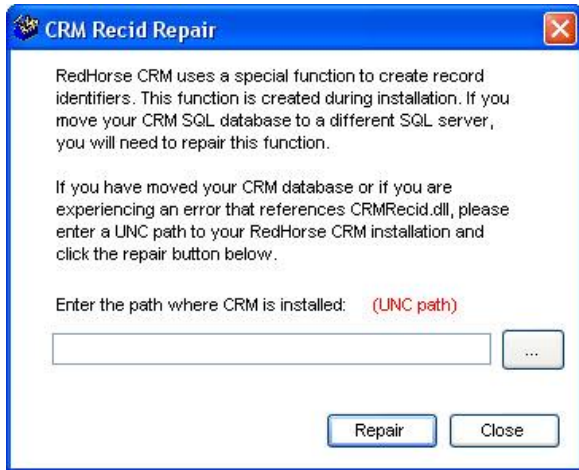 CRM Recid Repair
RedHorse CRM uses a special function to create record
identifiers. This function is created during installation. If you
move your CRM SQL database to a different SQL server,
you will need to repair this function.
If you have moved your CRM database or if you are
experiencing an error that references CRMRecid.dll, please
enter a UNC path to your RedHorse CRM installation and
click the repair button below.
Enter the path where CRM is installed: (UNC path)
...
Repair Close